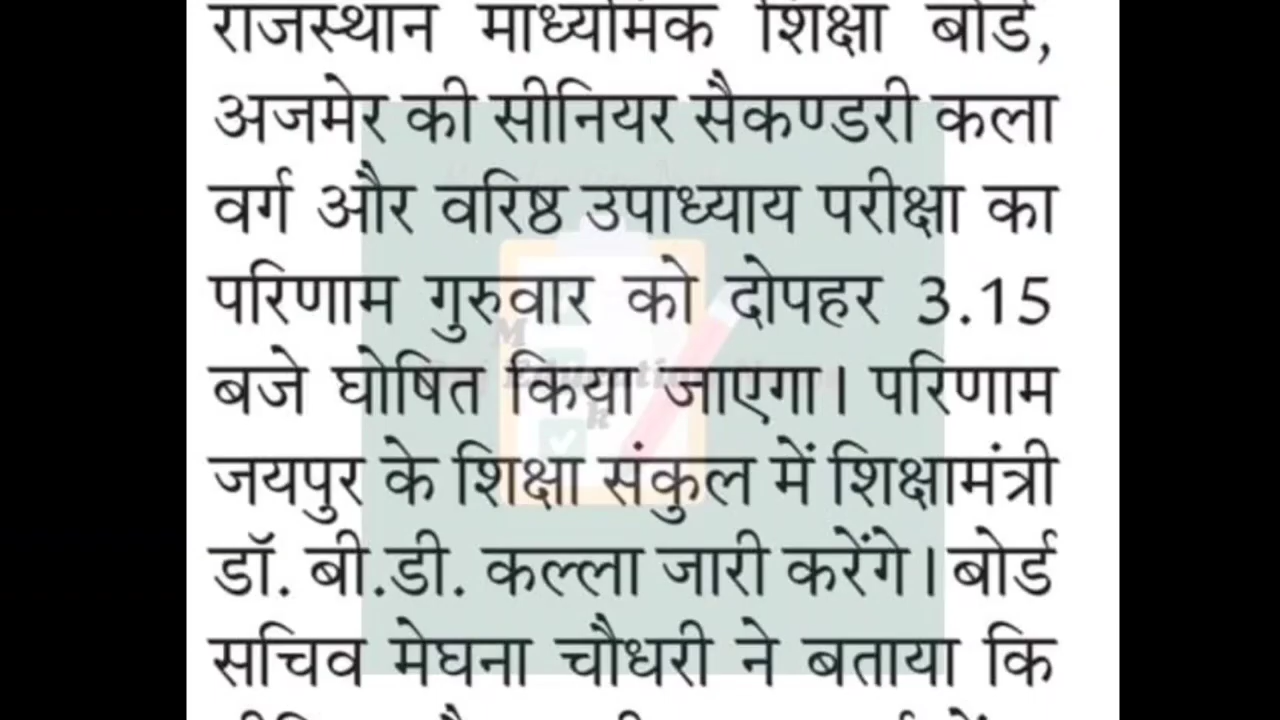 राजस्थान माध्यमिक शिक्षा बोर्ड,
अजमेर की सीनियर सैकण्डरी कला
वर्ग और वरिष्ठ उपाध्याय परीक्षा का
परिणाम गुरुवार को दोपहर 3.15
बजे घोषित किया जाएगा। परिणाम
जयपुर के शिक्षा संकुल में शिक्षामंत्री
डॉ. बी.डी. कल्ला जारी करेंगे। बोर्ड
सचिव मेघना चौधरी ने बताया कि